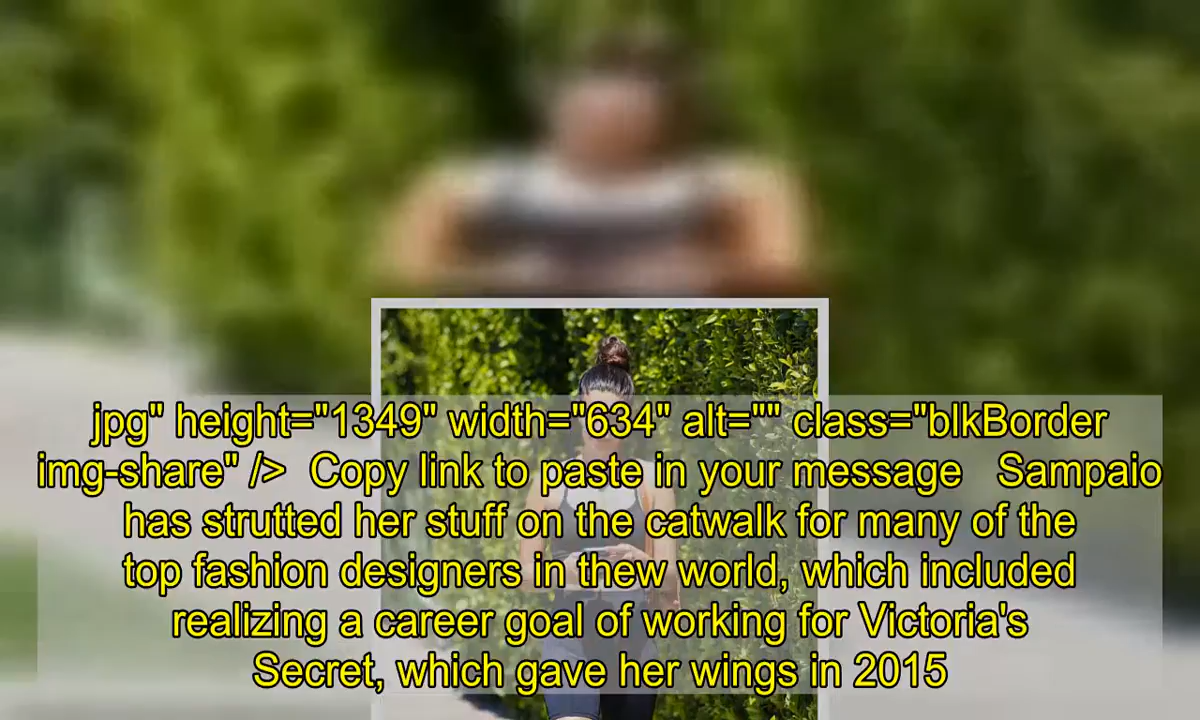 jpg" height="1349" width="634" alt="" class="blkBorder
img-share" />  Copy link to paste in your message   Sampaio
has strutted her stuff on the catwalk for many of the
top fashion designers in thew world, which included
realizing a career goal of working for Victoria's
Secret, which gave her wings in 2015